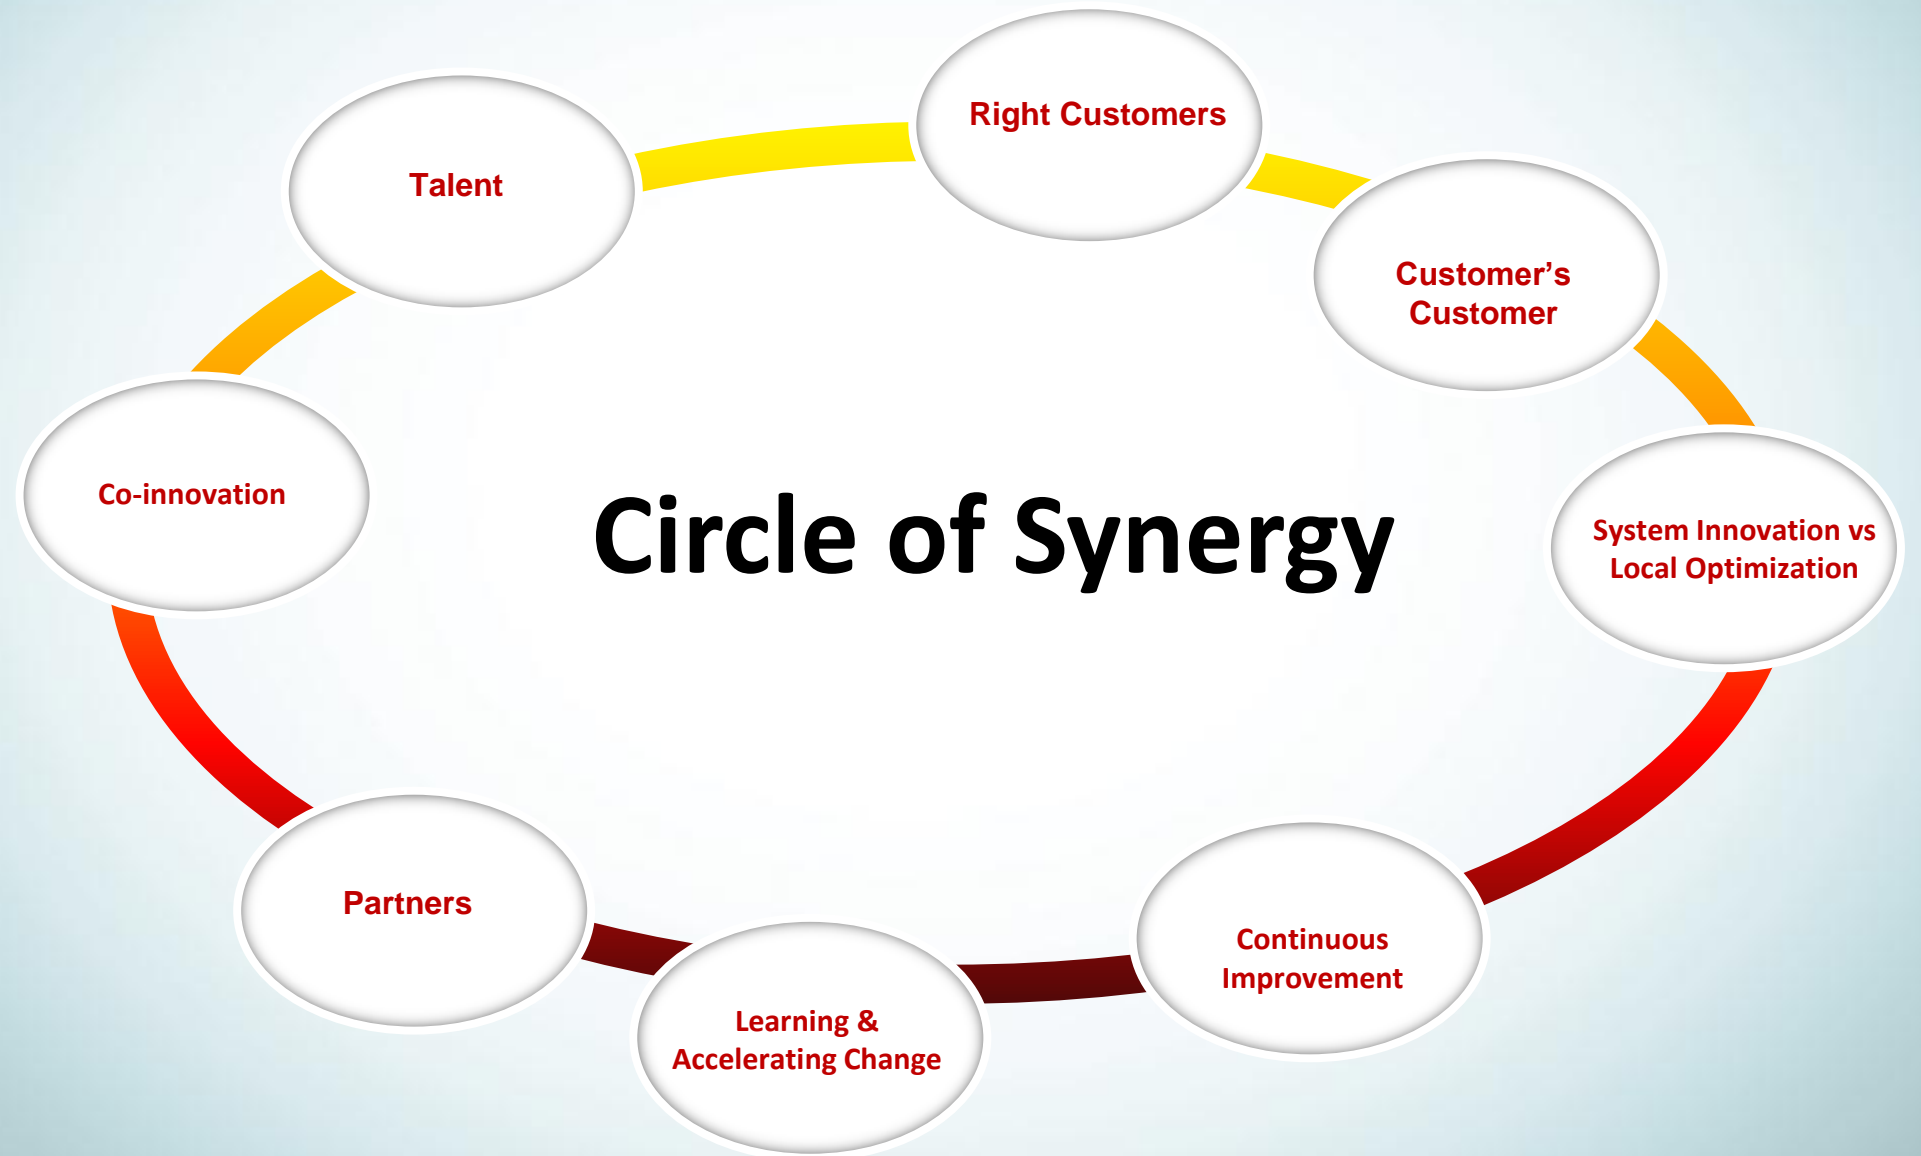 Right Customers
Talent
Customer’s
Customer
Co-innovation
Circle of Synergy
System Innovation vs
Local Optimization
Partners
Continuous
Improvement
Learning &
Accelerating Change